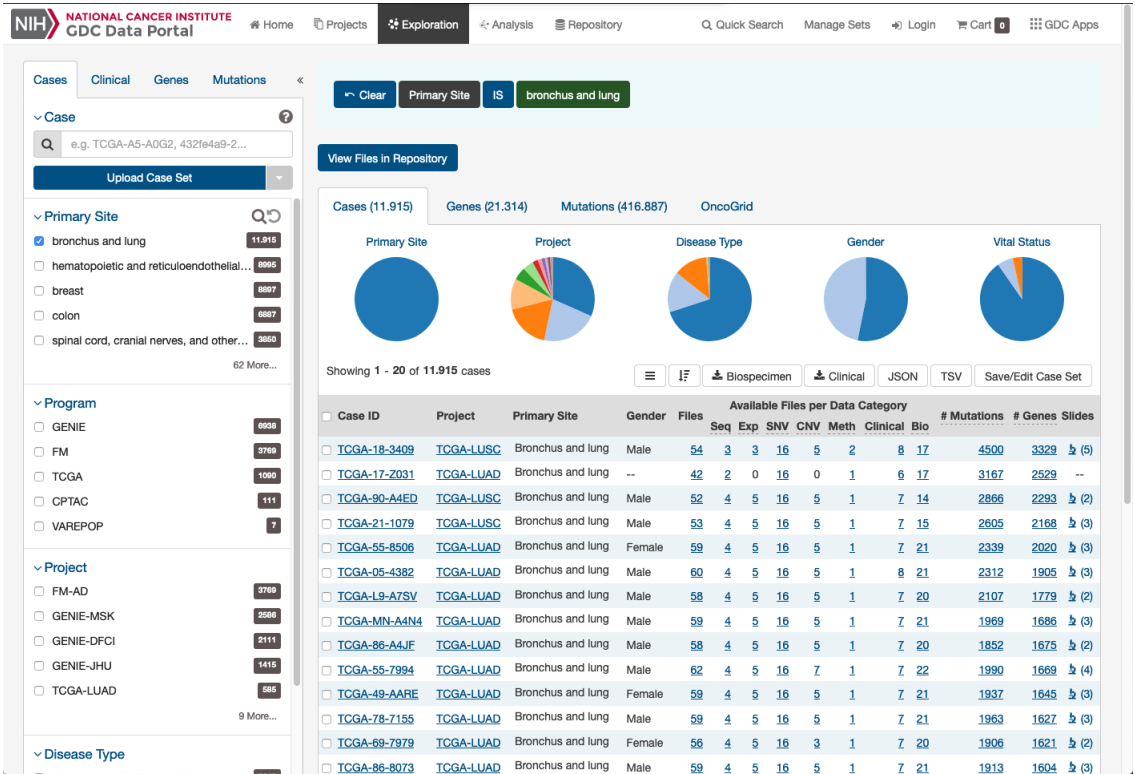 NIH NATIONAL CANCER INSTITUTE
GDC Data Portal
Home Projects Exploration Analysis Repository Quick Search Manage Sets Login Cart 0 GDC Apps
Cases Clinical Genes Mutations «
Case
e.g. TCGA-A5-A0G2, 432fe4a9-2...
Upload Case Set
Primary Site
bronchus and lung 11.915
hematopoietic and reticuloendothelial... 8995
breast 8897
colon 6887
spinal cord, cranial nerves, and other... 3850
62 More...
Program
GENIE 6938
FM 3769
TCGA 1090
CPTAC 111
VAREPOP 7
Project
FM-AD 3769
GENIE-MSK 2586
GENIE-DFCI 2111
GENIE-JHU 1415
TCGA-LUAD 585
9 More...
Disease Type
Clear Primary Site IS bronchus and lung
View Files in Repository
Cases (11.915) Genes (21.314) Mutations (416.887) OncoGrid
Primary Site Project Disease Type Gender Vital Status
Showing 1 - 20 of 11.915 cases
Biospecimen Clinical JSON TSV Save/Edit Case Set
Case ID Project Primary Site Gender Files Available Files per Data Category # Mutations # Genes Slides
Seq Exp SNV CNV Meth Clinical Bio
TCGA-18-3409 TCGA-LUSC Bronchus and lung Male 54 3 3 16 5 2 8 17 4500 3329 (5)
TCGA-17-Z031 TCGA-LUAD Bronchus and lung -- 42 2 0 16 0 1 6 17 3167 2529 --
TCGA-90-A4ED TCGA-LUSC Bronchus and lung Male 52 4 5 16 5 1 7 14 2866 2293 (2)
TCGA-21-1079 TCGA-LUSC Bronchus and lung Male 53 4 5 16 5 1 7 15 2605 2168 (3)
TCGA-55-8506 TCGA-LUAD Bronchus and lung Female 59 4 5 16 5 1 7 21 2339 2020 (3)
TCGA-05-4382 TCGA-LUAD Bronchus and lung Male 60 4 5 16 5 1 8 21 2312 1905 (3)
TCGA-L9-A7SV TCGA-LUAD Bronchus and lung Male 58 4 5 16 5 1 7 20 2107 1779 (2)
TCGA-MN-A4N4 TCGA-LUAD Bronchus and lung Male 59 4 5 16 5 1 7 21 1969 1686 (3)
TCGA-86-A4JF TCGA-LUAD Bronchus and lung Male 58 4 5 16 5 1 7 20 1852 1675 (2)
TCGA-55-7994 TCGA-LUAD Bronchus and lung Male 62 4 5 16 7 1 7 22 1990 1669 (4)
TCGA-49-AARE TCGA-LUAD Bronchus and lung Female 59 4 5 16 5 1 7 21 1937 1645 (3)
TCGA-78-7155 TCGA-LUAD Bronchus and lung Male 59 4 5 16 5 1 7 21 1963 1627 (3)
TCGA-69-7979 TCGA-LUAD Bronchus and lung Female 56 4 5 16 3 1 7 20 1906 1621 (2)
TCGA-86-8073 TCGA-LUAD Bronchus and lung Male 59 4 5 16 5 1 7 21 1913 1604 (3)